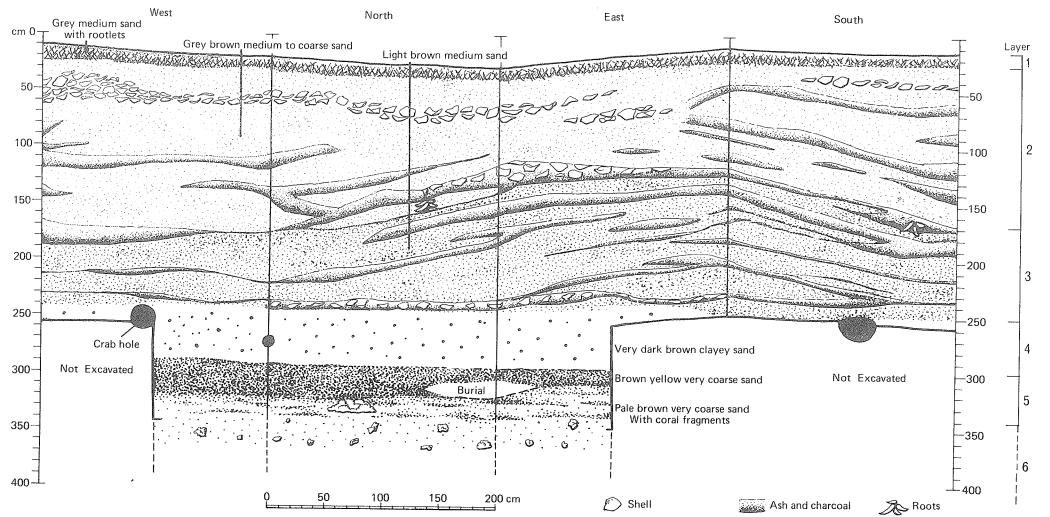 West
North
East
South
cm 0
50
100
150
200
250
300
350
400
Grey medium sand
with rootlets
Grey brown medium to coarse sand
Light brown medium sand
Layer
1
2
3
4
5
6
50
100
150
200
250
300
350
400
Crab hole
Not Excavated
Burial
Very dark brown clayey sand
Brown yellow very coarse sand
Pale brown very coarse sand
With coral fragments
Not Excavated
0 50 100 150 200 cm
Shell
Ash and charcoal
Roots